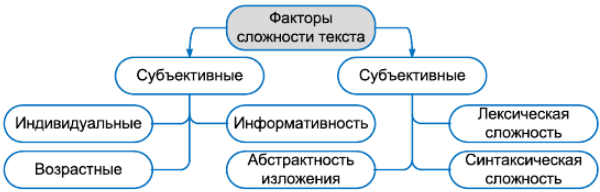 Факторы
сложности текста
Субъективные
Субъективные
Индивидуальные
Информативность
Лексическая
сложность
Возрастные
Абстрактность
изложения
Синтаксическая
сложность